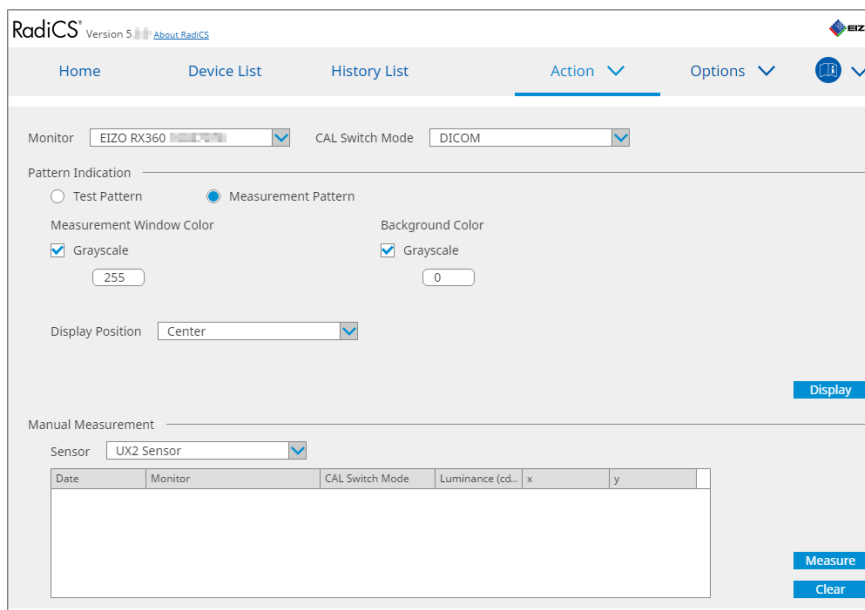 RadiCS® Version 5. About RadiCS
EIZ
Home Device List History List Action Options
Monitor EIZO RX360 CAL Switch Mode DICOM
Pattern Indication
Test Pattern Measurement Pattern
Measurement Window Color Background Color
Grayscale Grayscale
255 0
Display Position Center
Display
Manual Measurement
Sensor UX2 Sensor
Date Monitor CAL Switch Mode Luminance (cd... x y
Measure
Clear